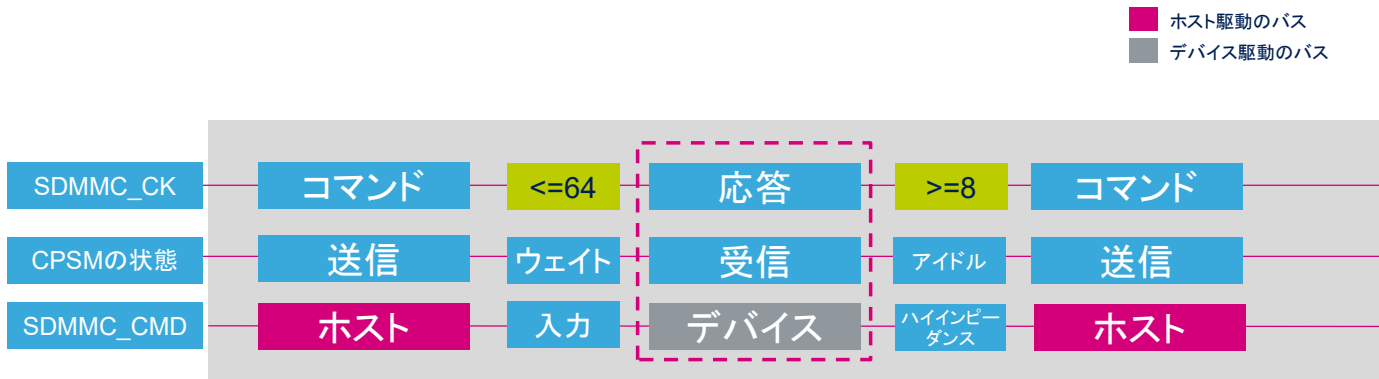 ホスト駆動のバス
デバイス駆動のバス
SDMMC_CK コマンド <=64 応答 >=8 コマンド
CPSMの状態 送信 ウェイト 受信 アイドル 送信
SDMMC_CMD ホスト 入力 デバイス ハイインピー
ダンス ホスト